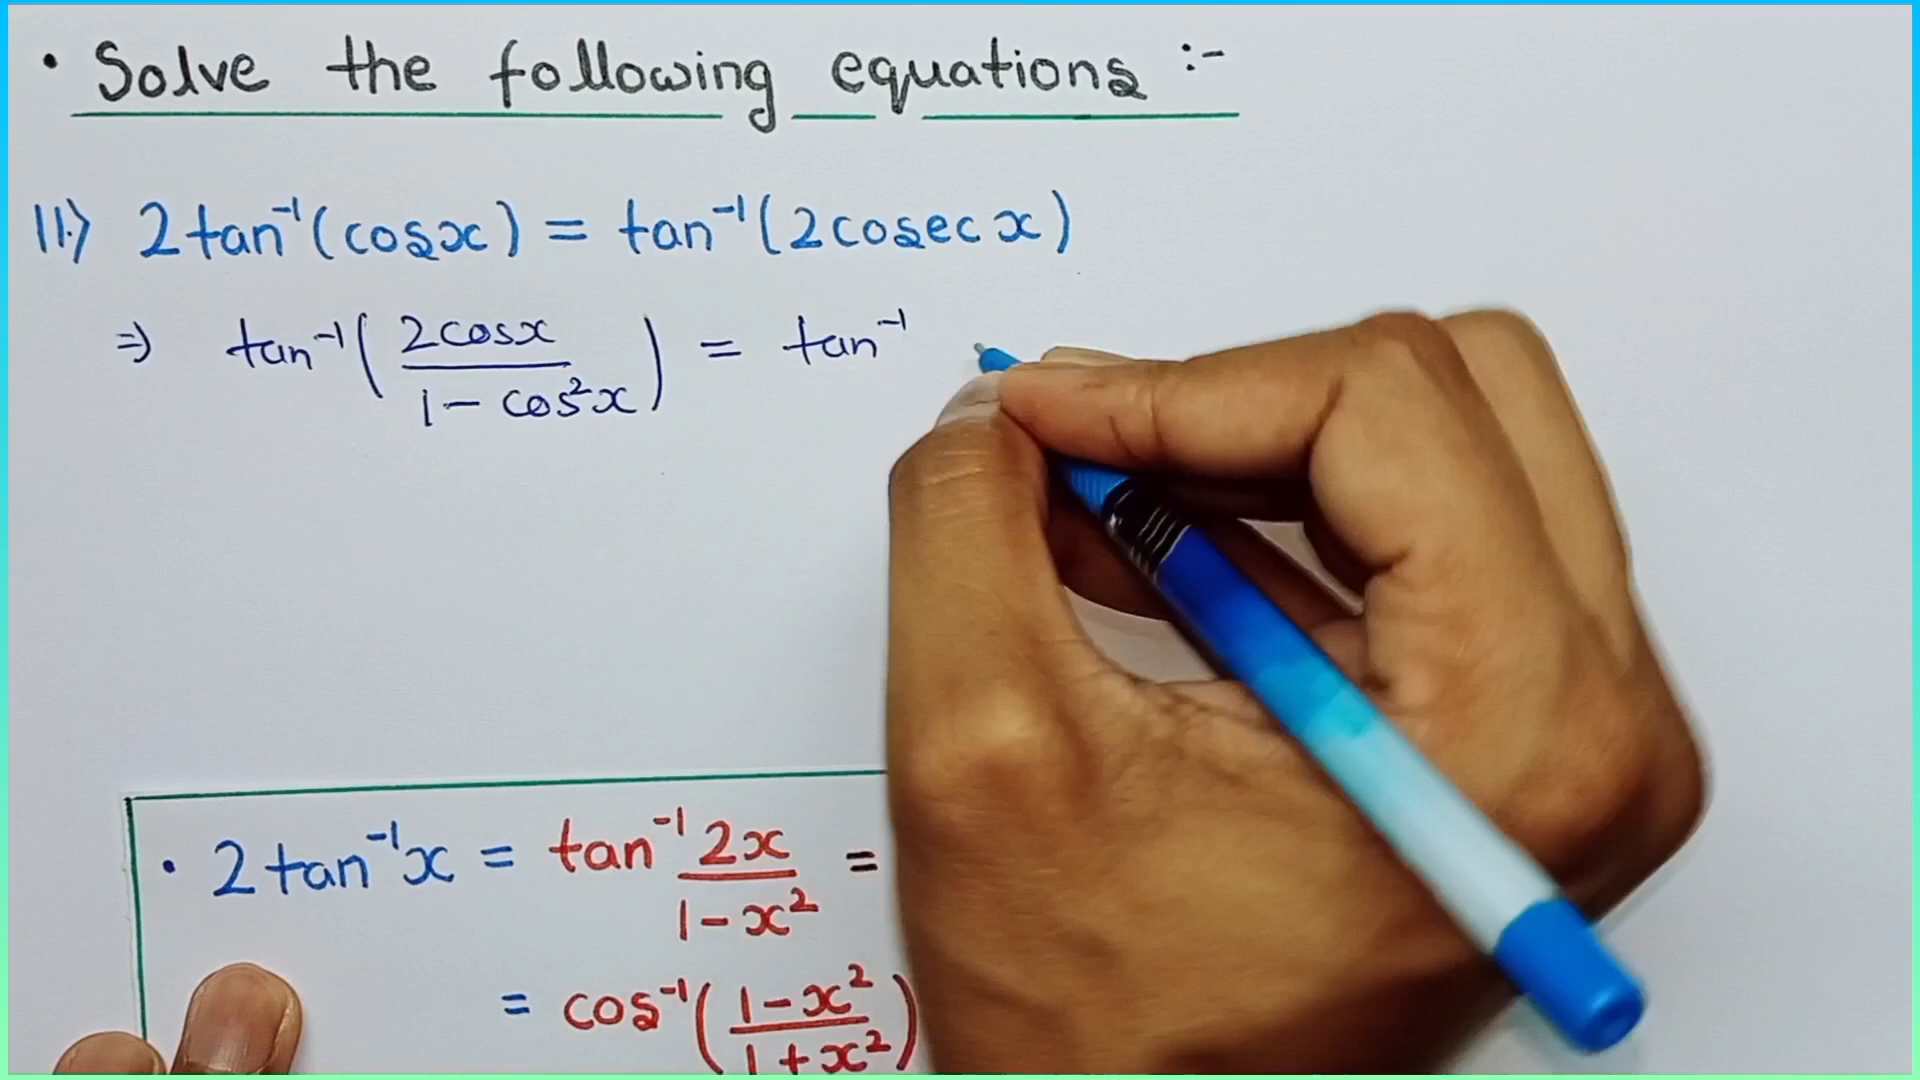 • Solve the following equations :-
11) 2tan⁻¹(cosx) = tan⁻¹(2cosec x)
⇒ tan⁻¹(2cosx / 1 - cos²x) = tan⁻¹
• 2tan⁻¹x = tan⁻¹ 2x / 1 - x² =
= cos⁻¹(1 - x² / 1 + x²)